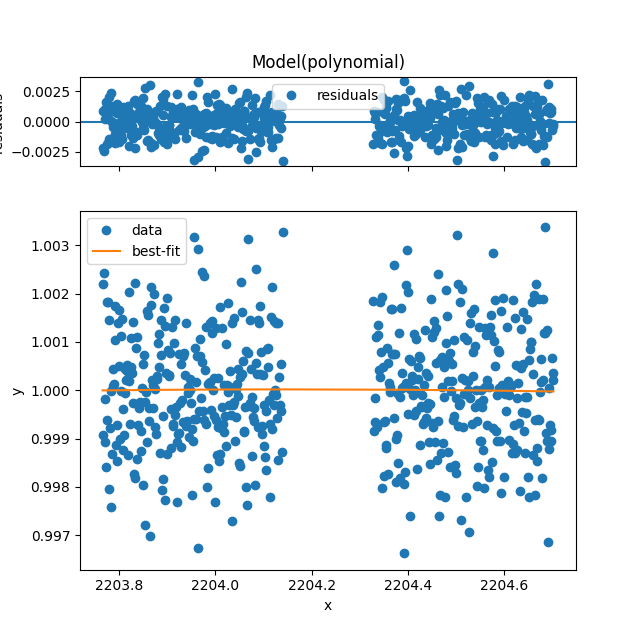 Model(polynomial)
0.0025
0.0000
−0.0025
residuals
residuals
1.003
1.002
1.001
1.000
0.999
0.998
0.997
y
data
best-fit
2203.8 2204.0 2204.2 2204.4 2204.6
x